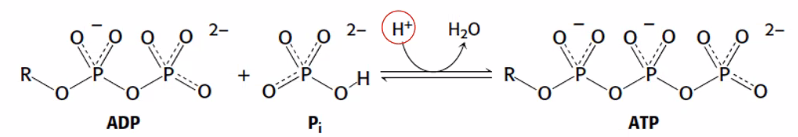 − 2− 2− − − 2−
O O O O O O H⁺ H₂O O O O O O O
R P P + P H R P P P
O O O O O O O O O
ADP Pᵢ ATP